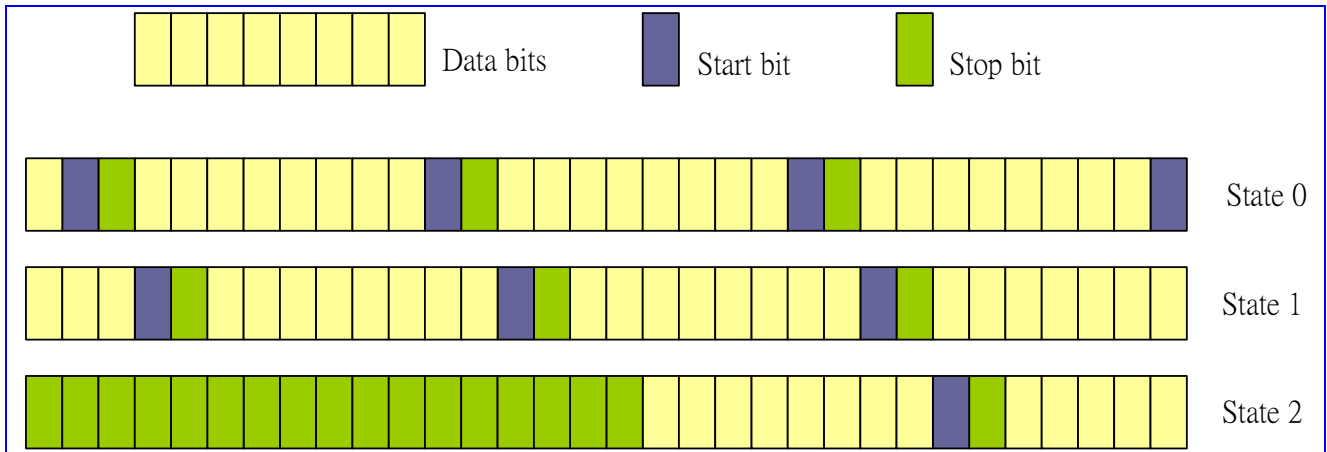 Data bits
Start bit
Stop bit
State 0
State 1
State 2